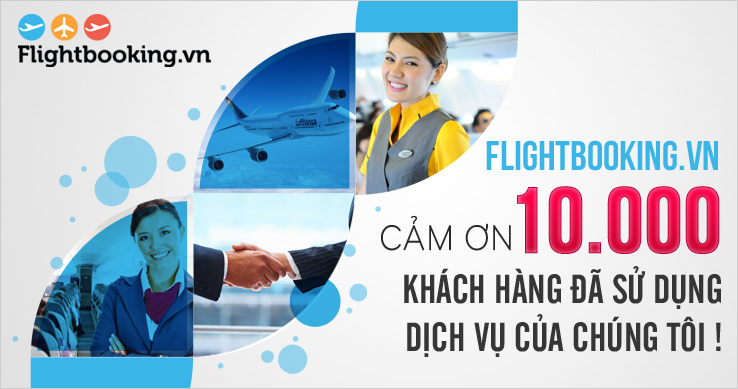 Flightbooking.vn
Lufthansa
FLIGHTBOOKING.VN
CẢM ƠN 10.000
KHÁCH HÀNG ĐÃ SỬ DỤNG
DỊCH VỤ CỦA CHÚNG TÔI !